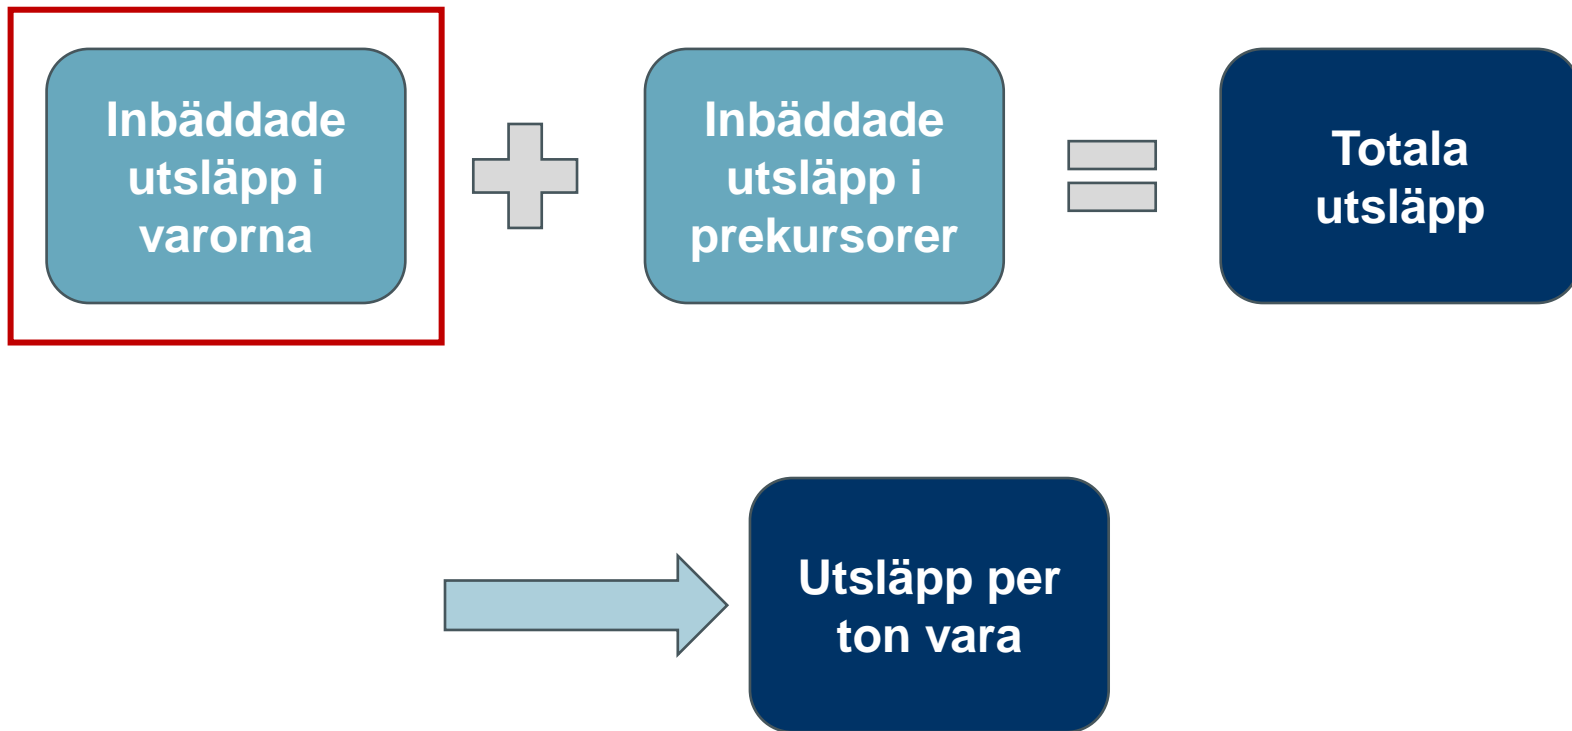 Inbäddade
utsläpp i
varorna
Inbäddade
utsläpp i
prekursorer
Totala
utsläpp
Utsläpp per
ton vara